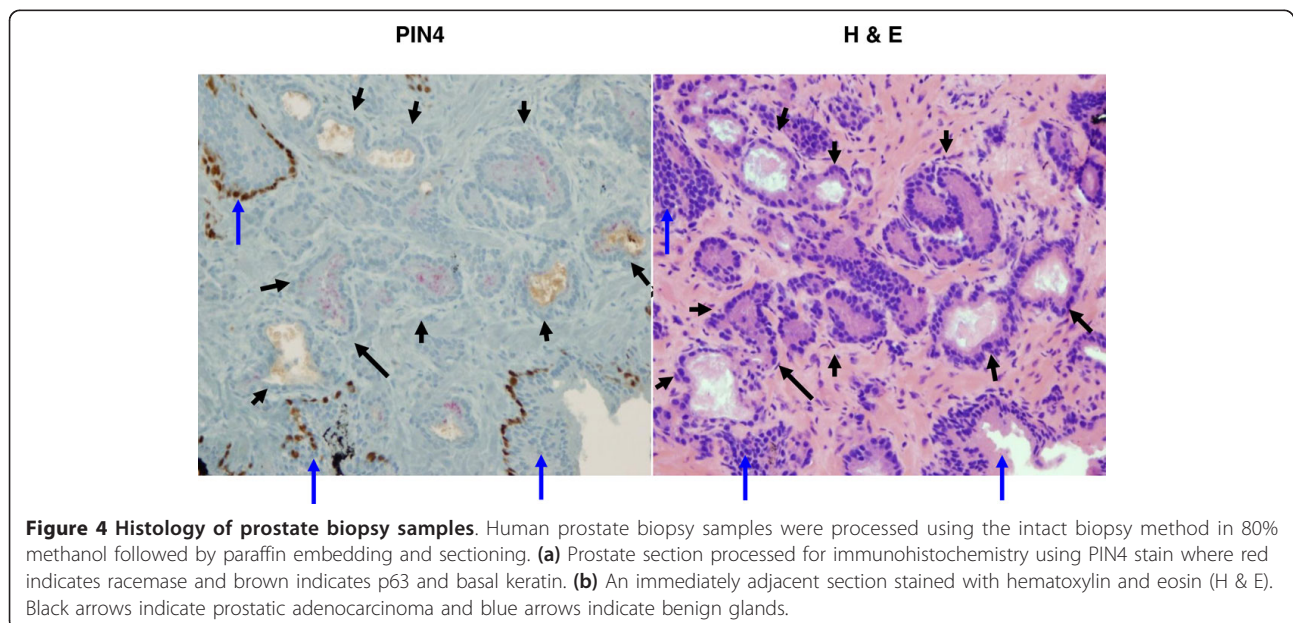 PIN4
H & E
Figure 4 Histology of prostate biopsy samples. Human prostate biopsy samples were processed using the intact biopsy method in 80%
methanol followed by paraffin embedding and sectioning. (a) Prostate section processed for immunohistochemistry using PIN4 stain where red
indicates racemase and brown indicates p63 and basal keratin. (b) An immediately adjacent section stained with hematoxylin and eosin (H & E).
Black arrows indicate prostatic adenocarcinoma and blue arrows indicate benign glands.